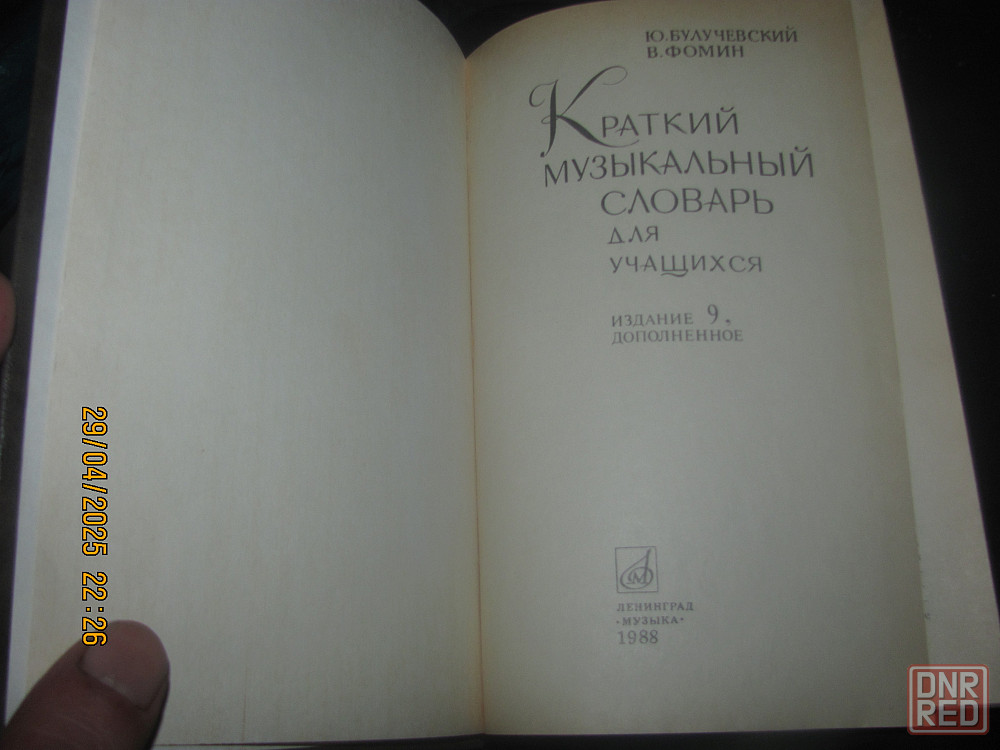 Ю. БУЛУЧЕВСКИЙ
В. ФОМИН
КРАТКИЙ
МУЗЫКАЛЬНЫЙ
СЛОВАРЬ
ДЛЯ
УЧАЩИХСЯ
ИЗДАНИЕ 9,
ДОПОЛНЕННОЕ
ЛЕНИНГРАД
«МУЗЫКА»
1988
29/04/2025 22:26
DNR
RED